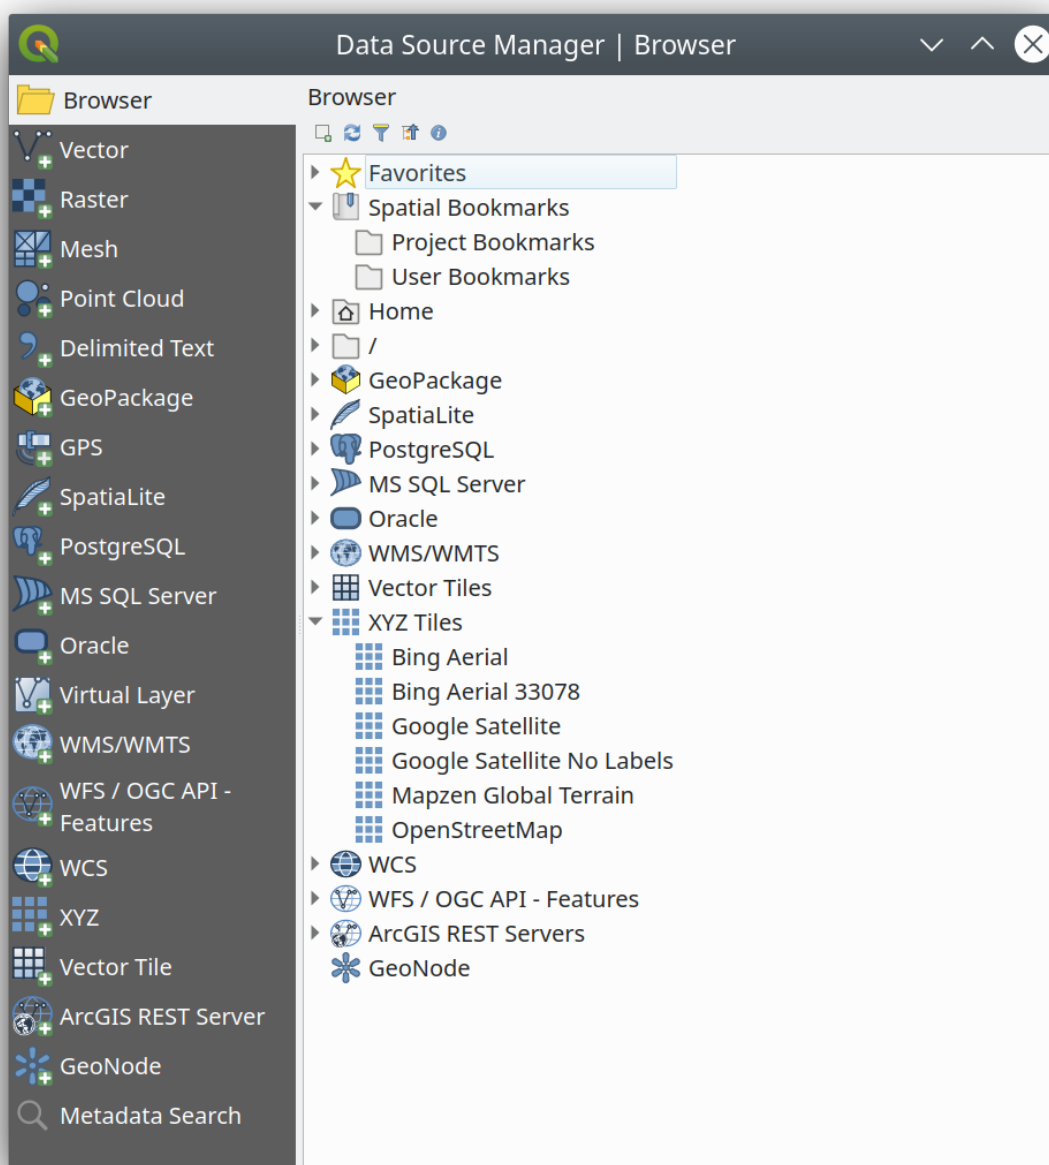 Data Source Manager | Browser
Browser
Vector
Raster
Mesh
Point Cloud
Delimited Text
GeoPackage
GPS
SpatiaLite
PostgreSQL
MS SQL Server
Oracle
Virtual Layer
WMS/WMTS
WFS / OGC API -
Features
WCS
XYZ
Vector Tile
ArcGIS REST Server
GeoNode
Metadata Search
Browser
Favorites
Spatial Bookmarks
Project Bookmarks
User Bookmarks
Home
/
GeoPackage
SpatiaLite
PostgreSQL
MS SQL Server
Oracle
WMS/WMTS
Vector Tiles
XYZ Tiles
Bing Aerial
Bing Aerial 33078
Google Satellite
Google Satellite No Labels
Mapzen Global Terrain
OpenStreetMap
WCS
WFS / OGC API - Features
ArcGIS REST Servers
GeoNode